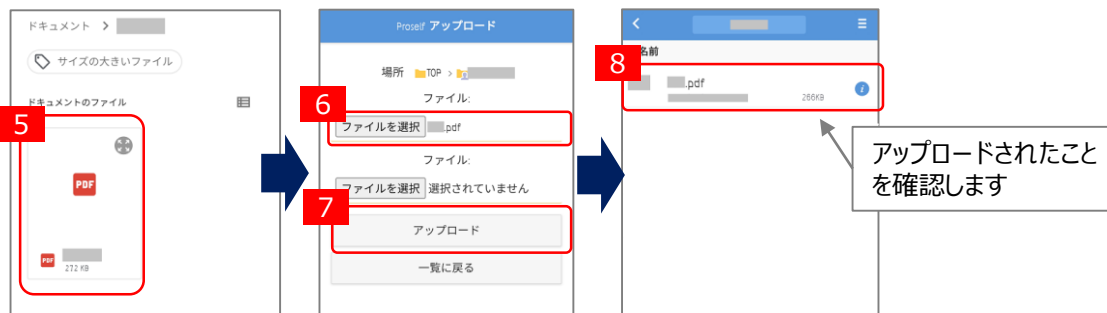 ドキュメント >
サイズの大きいファイル
ドキュメントのファイル
5
PDF
PDF
272 KB
Proself アップロード
場所 TOP >
ファイル:
6
ファイルを選択 .pdf
ファイル:
ファイルを選択 選択されていません
7
アップロード
一覧に戻る
名前
8
.pdf
266KB
i
アップロードされたこと
を確認します